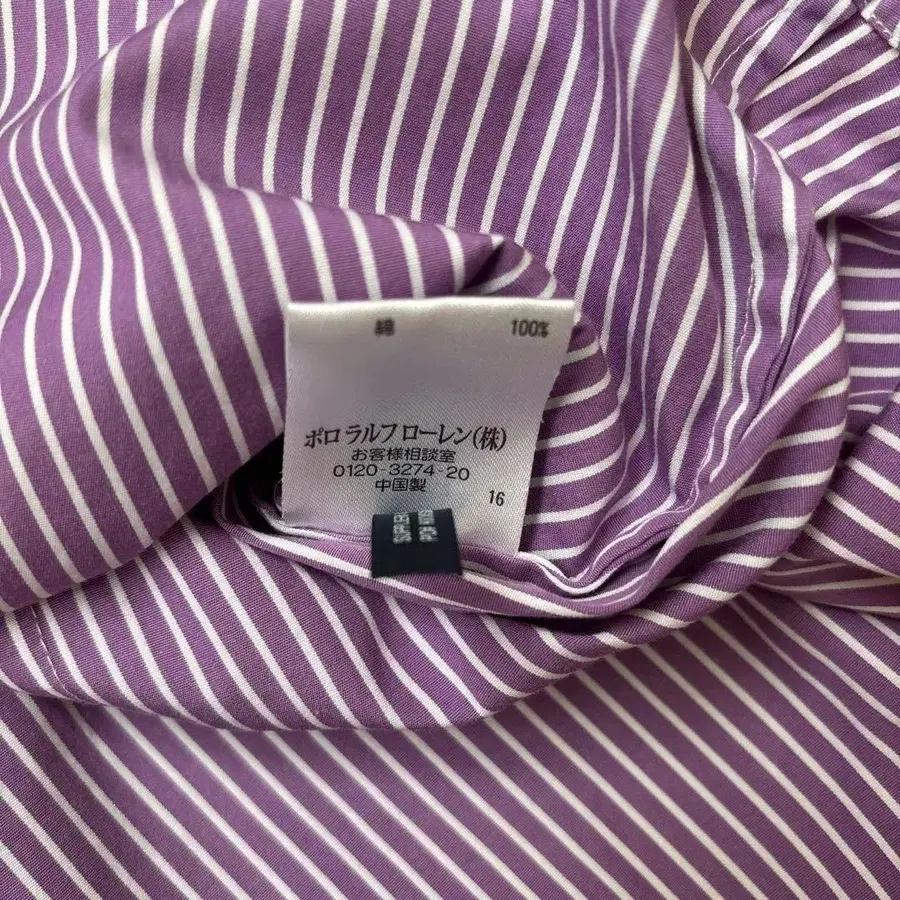 綿 100%
ポロ ラルフ ローレン(株)
お客様相談室
0120-3274-20
中国製
16